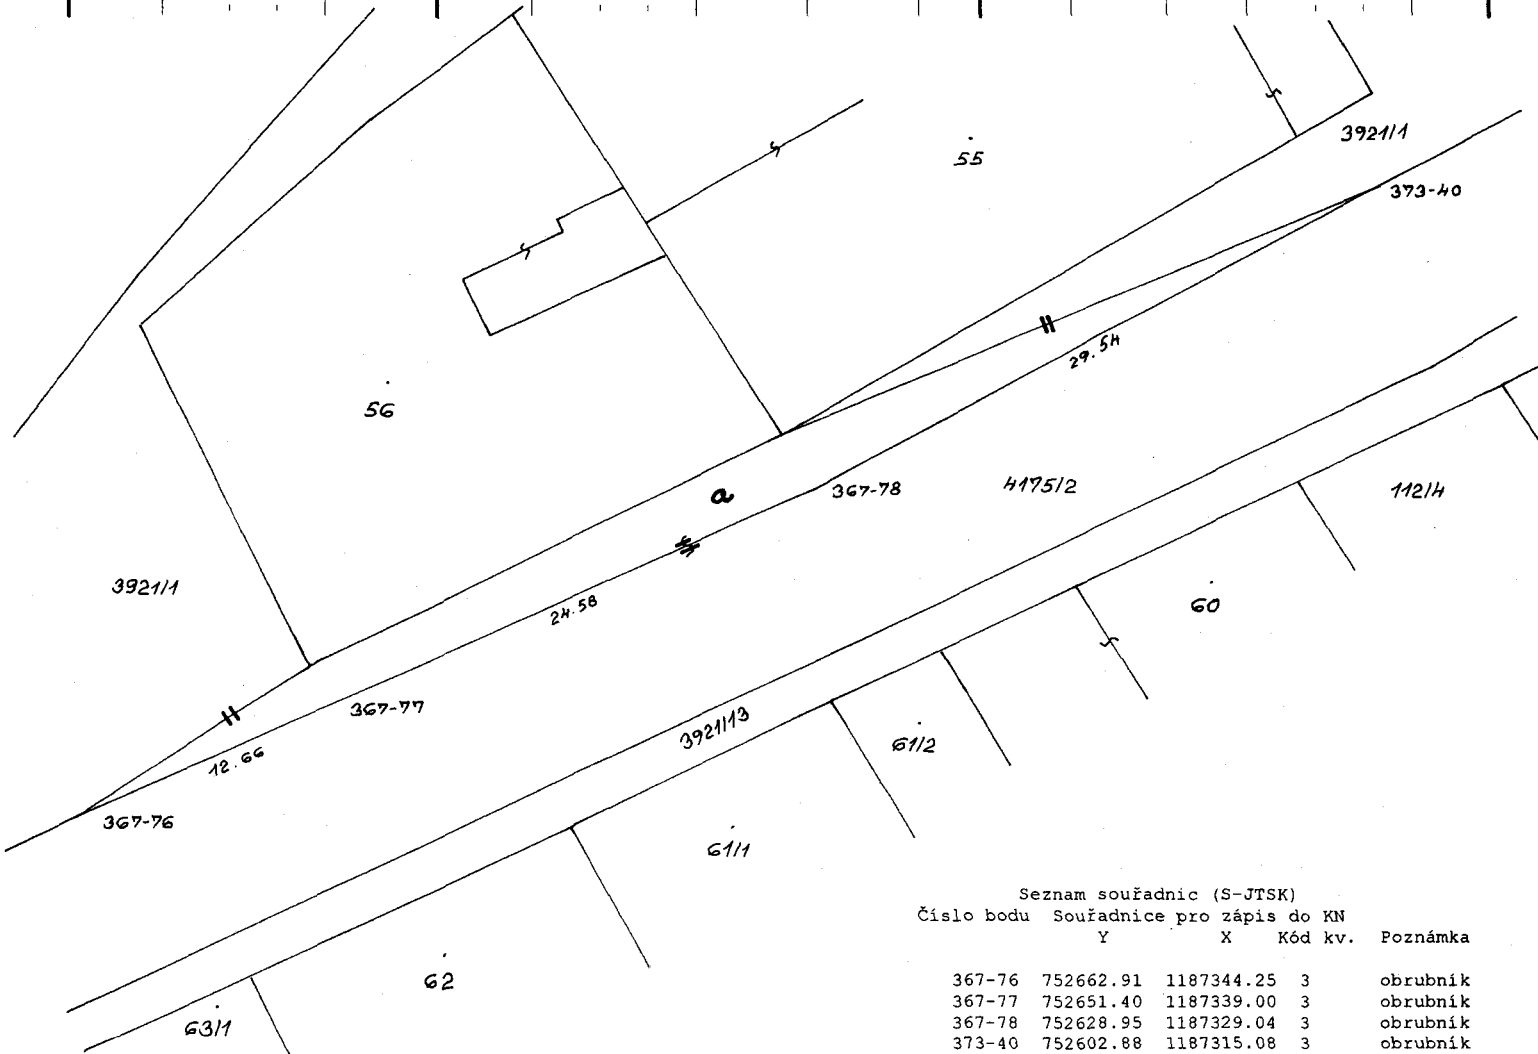 3921/1
55
373-40
29.54
56
a
367-78
4175/2
112/4
3921/1
24.58
60
367-77
3921/13
61/2
12.66
367-76
61/1
62
63/1
Seznam souřadnic (S-JTSK)
Číslo bodu Souřadnice pro zápis do KN
Y X Kód kv. Poznámka
367-76 752662.91 1187344.25 3 obrubník
367-77 752651.40 1187339.00 3 obrubník
367-78 752628.95 1187329.04 3 obrubník
373-40 752602.88 1187315.08 3 obrubník